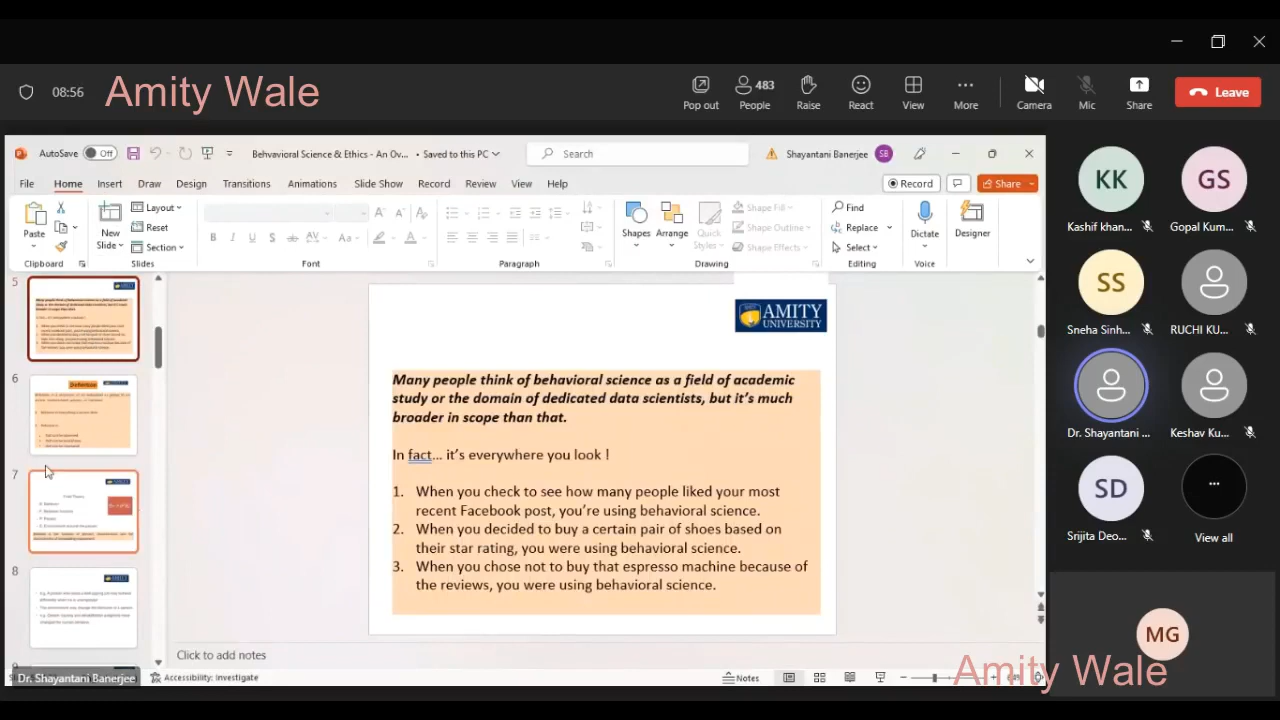 08:56
Amity Wale
Pop out
483
People
Raise
React
View
More
Camera
Mic
Share
Leave
AutoSave Off
Behvavioral Science & Ethics - An Ov... • Saved to this PC
Search
Shayantani Banerjee SB
File Home Insert Draw Design Transitions Animations Slide Show Record Review View Help
Record
Share
Paste
Clipboard
New Slide
Layout
Reset
Section
Slides
B I U S ab AV Aa A
Font
Paragraph
Shapes
Arrange
Quick Styles
Shape Fill
Shape Outline
Shape Effects
Drawing
Find
Replace
Select
Editing
Dictate
Voice
Designer
5
6
7
8
AMITY
UNIVERSITY
Many people think of behavioral science as a field of academic
study or the domain of dedicated data scientists, but it's much
broader in scope than that.
In fact... it's everywhere you look !
1. When you check to see how many people liked your most
recent Facebook post, you're using behavioral science.
2. When you decided to buy a certain pair of shoes based on
their star rating, you were using behavioral science.
3. When you chose not to buy that espresso machine because of
the reviews, you were using behavioral science.
Click to add notes
Dr. Shayantani Banerjee
Accessibility: Investigate
Notes
KK
Kashif khan...
GS
Gopal Kum...
SS
Sneha Sinh...
RUCHI KU...
Dr. Shayantani ...
Keshav Ku...
SD
Srijita Deo...
...
View all
MG
Amity Wale